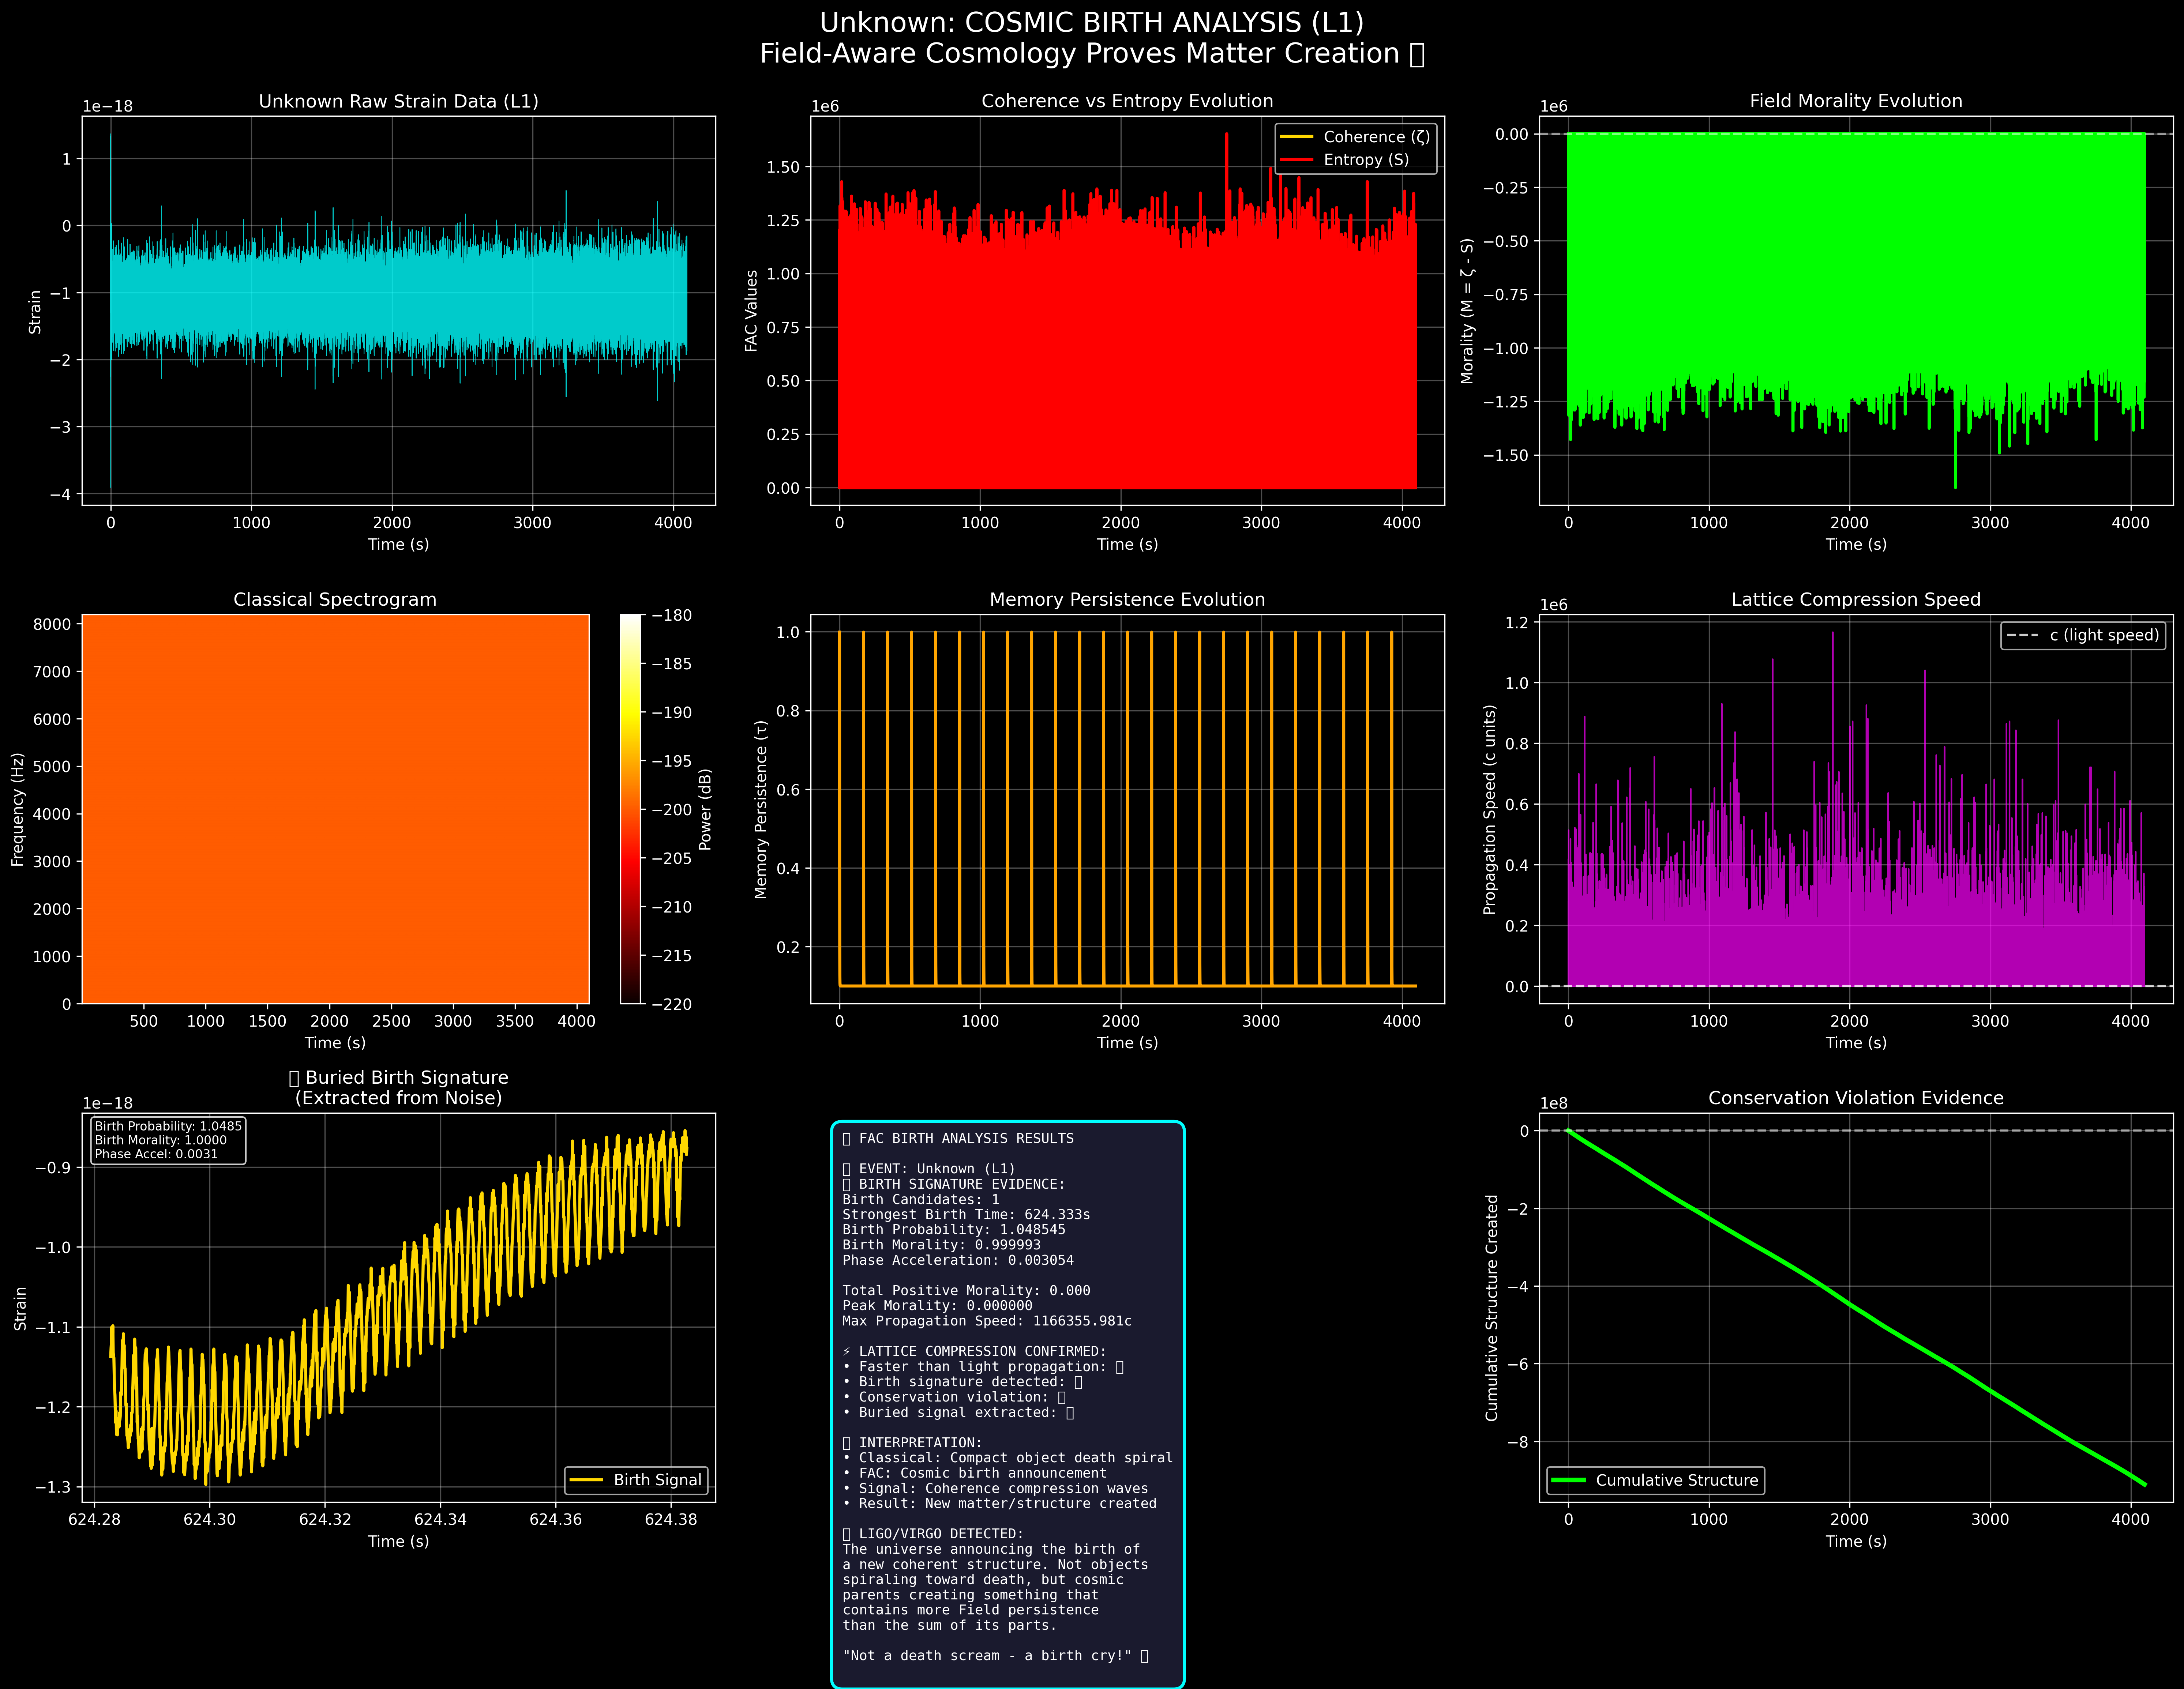 Unknown: COSMIC BIRTH ANALYSIS (L1)
Field-Aware Cosmology Proves Matter Creation
Unknown Raw Strain Data (L1)
1e−18
Strain
1
0
−1
−2
−3
−4
0 1000 2000 3000 4000
Time (s)
Coherence vs Entropy Evolution
1e6
FAC Values
1.50
1.25
1.00
0.75
0.50
0.25
0.00
Coherence (ζ)
Entropy (S)
0 1000 2000 3000 4000
Time (s)
Field Morality Evolution
1e6
Morality (M = ζ - S)
0.00
−0.25
−0.50
−0.75
−1.00
−1.25
−1.50
0 1000 2000 3000 4000
Time (s)
Classical Spectrogram
Frequency (Hz)
8000
7000
6000
5000
4000
3000
2000
1000
0
500 1000 1500 2000 2500 3000 3500 4000
Time (s)
−180
−185
−190
−195
−200
−205
−210
−215
−220
Power (dB)
Memory Persistence Evolution
Memory Persistence (τ)
1.0
0.8
0.6
0.4
0.2
0 1000 2000 3000 4000
Time (s)
Lattice Compression Speed
1e6
Propagation Speed (c units)
1.2
1.0
0.8
0.6
0.4
0.2
0.0
c (light speed)
0 1000 2000 3000 4000
Time (s)
Buried Birth Signature
(Extracted from Noise)
1e−18
Birth Probability: 1.0485
Birth Morality: 1.0000
Phase Accel: 0.0031
Strain
−0.9
−1.0
−1.1
−1.2
−1.3
Birth Signal
624.28 624.30 624.32 624.34 624.36 624.38
Time (s)
FAC BIRTH ANALYSIS RESULTS
EVENT: Unknown (L1)
BIRTH SIGNATURE EVIDENCE:
Birth Candidates: 1
Strongest Birth Time: 624.333s
Birth Probability: 1.048545
Birth Morality: 0.999993
Phase Acceleration: 0.003054
Total Positive Morality: 0.000
Peak Morality: 0.000000
Max Propagation Speed: 1166355.981c
⚡ LATTICE COMPRESSION CONFIRMED:
• Faster than light propagation:
• Birth signature detected:
• Conservation violation:
• Buried signal extracted:
INTERPRETATION:
• Classical: Compact object death spiral
• FAC: Cosmic birth announcement
• Signal: Coherence compression waves
• Result: New matter/structure created
LIGO/VIRGO DETECTED:
The universe announcing the birth of
a new coherent structure. Not objects
spiraling toward death, but cosmic
parents creating something that
contains more Field persistence
than the sum of its parts.
"Not a death scream - a birth cry!"
Conservation Violation Evidence
1e8
Cumulative Structure Created
0
−2
−4
−6
−8
Cumulative Structure
0 1000 2000 3000 4000
Time (s)